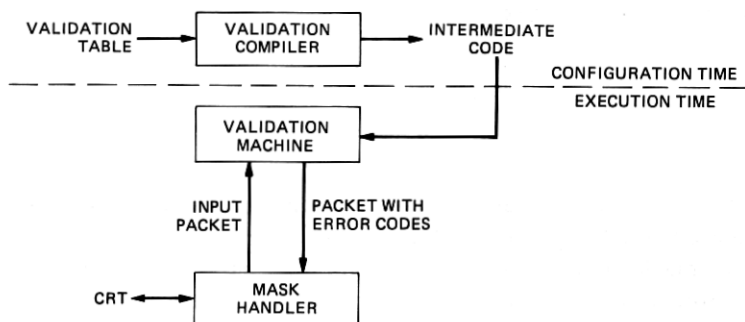 VALIDATION
TABLE
VALIDATION
COMPILER
INTERMEDIATE
CODE
CONFIGURATION TIME
EXECUTION TIME
VALIDATION
MACHINE
INPUT
PACKET
PACKET WITH
ERROR CODES
CRT
MASK
HANDLER